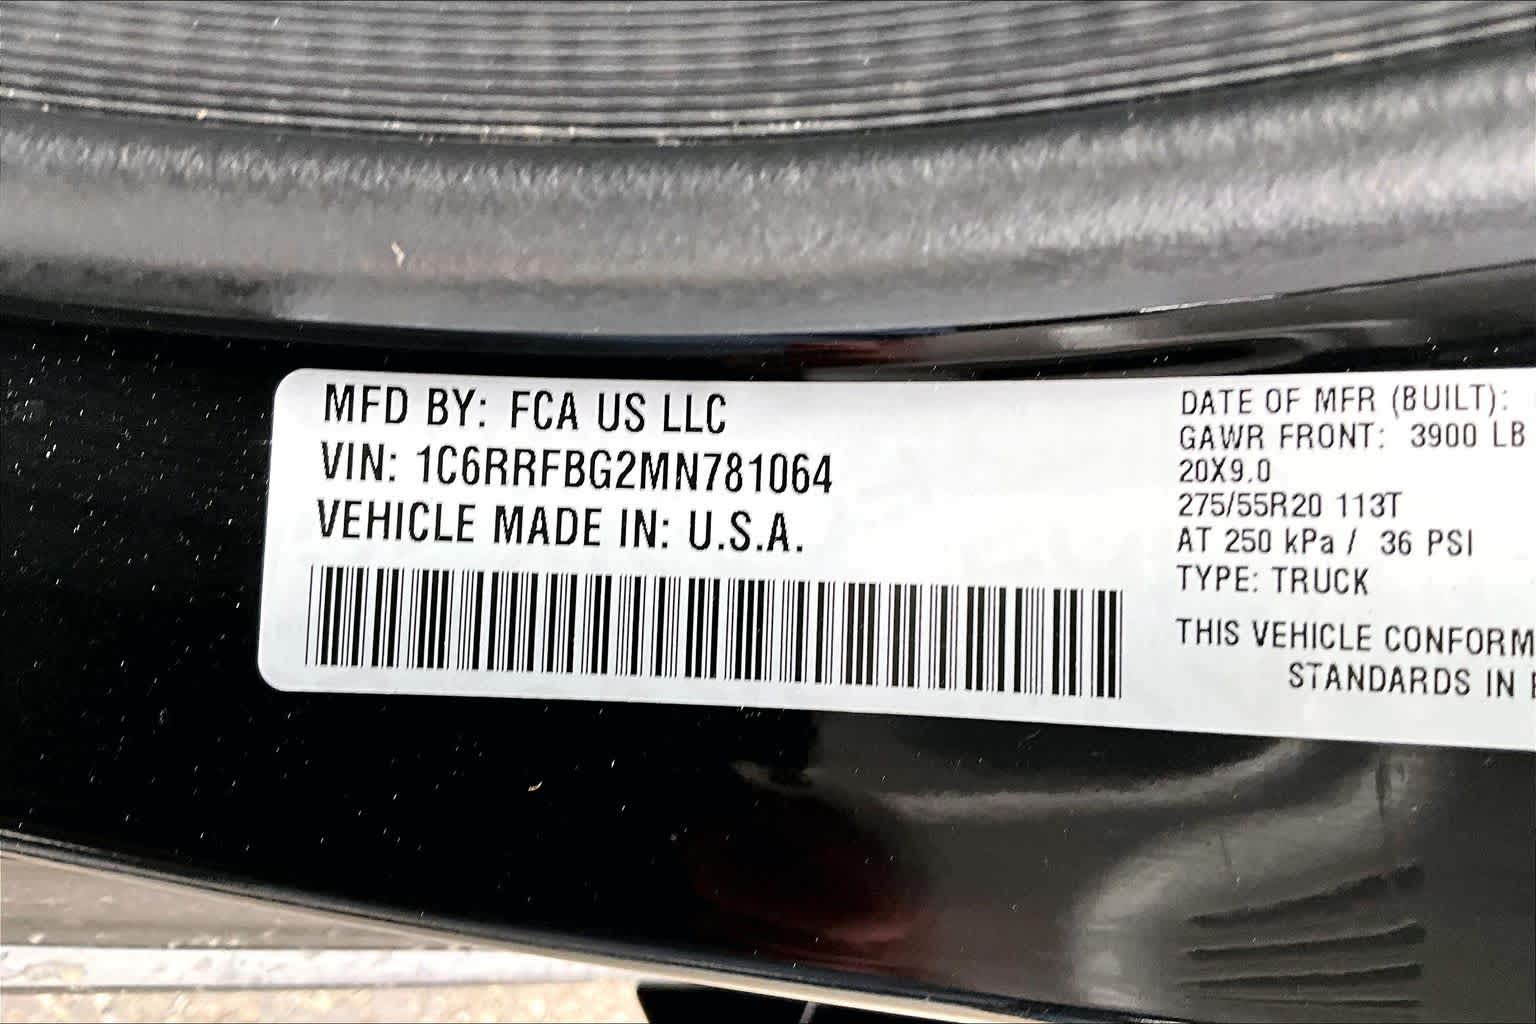 MFD BY: FCA US LLC
VIN: 1C6RRFBG2MN781064
VEHICLE MADE IN: U.S.A.
DATE OF MFR (BUILT):
GAWR FRONT: 3900 LB
20X9.0
275/55R20 113T
AT 250 kPa / 36 PSI
TYPE: TRUCK
THIS VEHICLE CONFORM
STANDARDS IN